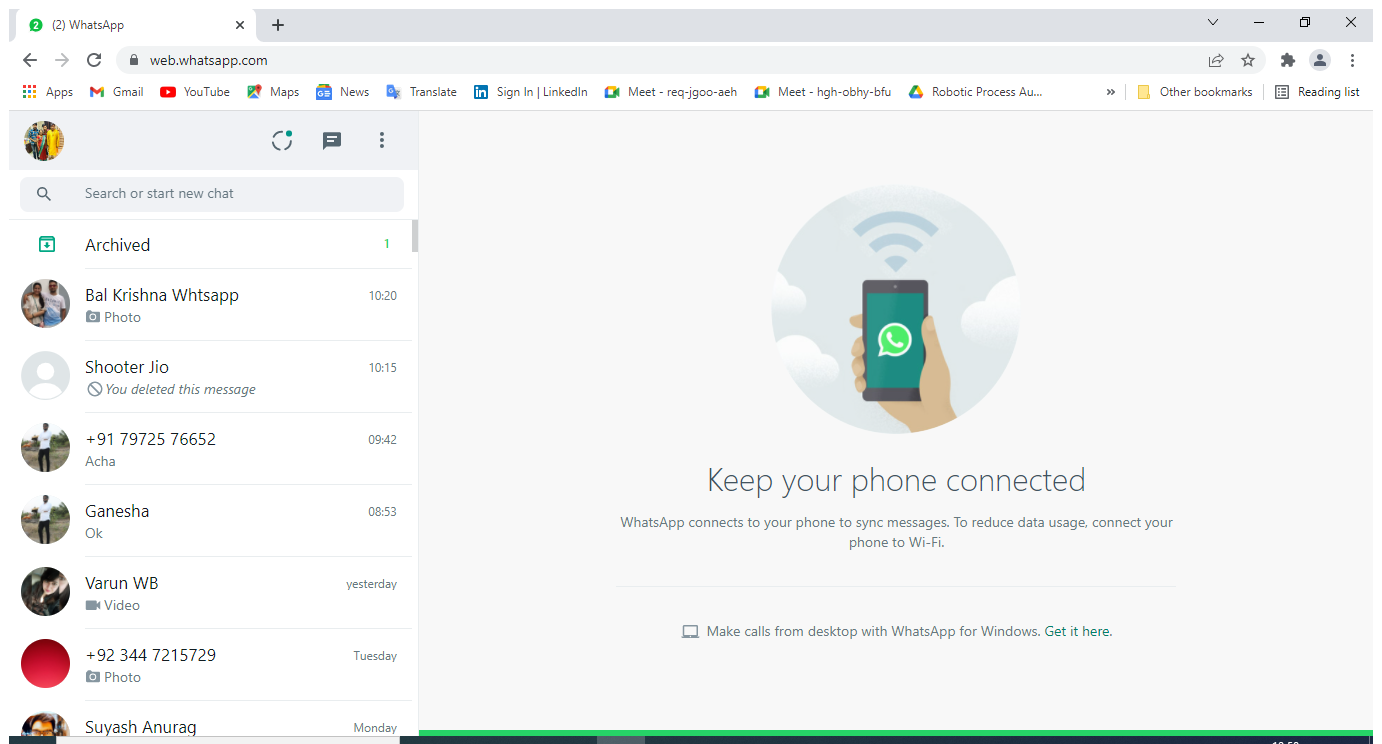 2 (2) WhatsApp
web.whatsapp.com
Apps Gmail YouTube Maps News Translate Sign In | LinkedIn Meet - req-jgoo-aeh Meet - hgh-obhy-bfu Robotic Process Au... » Other bookmarks Reading list
Search or start new chat
Archived 1
Bal Krishna Whtsapp 10:20
Photo
Shooter Jio 10:15
You deleted this message
+91 79725 76652 09:42
Acha
Ganesha 08:53
Ok
Varun WB yesterday
Video
+92 344 7215729 Tuesday
Photo
Suyash Anurag Monday
Keep your phone connected
WhatsApp connects to your phone to sync messages. To reduce data usage, connect your
phone to Wi-Fi.
Make calls from desktop with WhatsApp for Windows. Get it here.